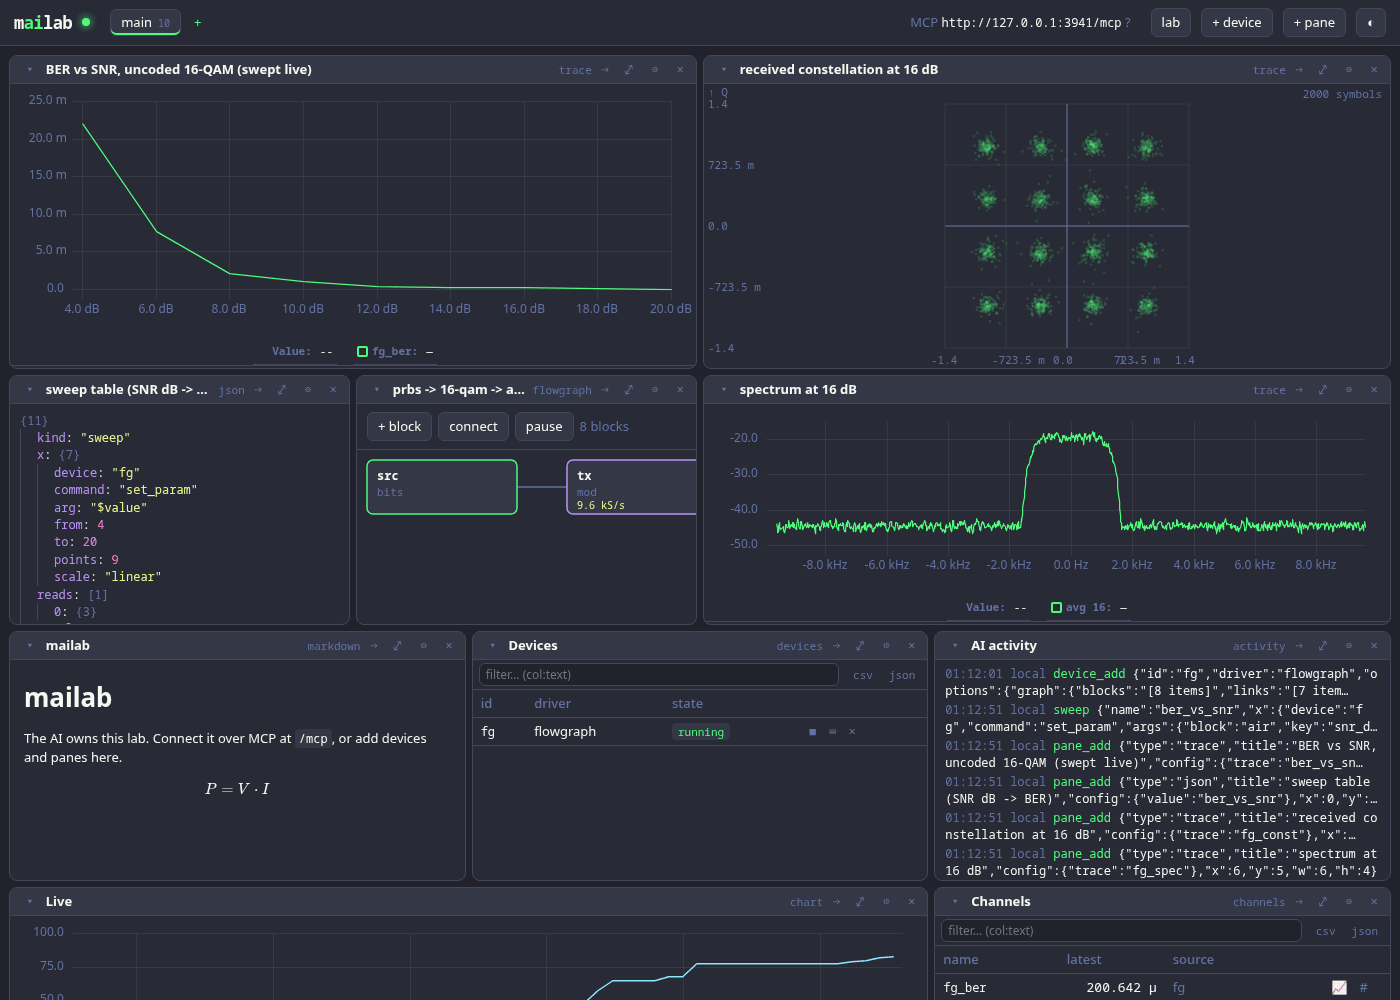 mailab
main 10 +
MCP http://127.0.0.1:3941/mcp ?
lab
+ device
+ pane
BER vs SNR, uncoded 16-QAM (swept live)
trace
25.0 m
20.0 m
15.0 m
10.0 m
5.0 m
0.0
4.0 dB 6.0 dB 8.0 dB 10.0 dB 12.0 dB 14.0 dB 16.0 dB 18.0 dB 20.0 dB
Value: -- fg_ber: –
received constellation at 16 dB
trace
↑ Q
2000 symbols
1.4
723.5 m
0.0
-723.5 m
-1.4
-1.4 -723.5 m 0.0 723.5 m 1.4
sweep table (SNR dB -> ...
json
{11}
kind: "sweep"
x: {7}
device: "fg"
command: "set_param"
arg: "$value"
from: 4
to: 20
points: 9
scale: "linear"
reads: [1]
0: {3}
prbs -> 16-qam -> a...
flowgraph
+ block
connect
pause
8 blocks
src
bits
tx
mod
9.6 kS/s
spectrum at 16 dB
trace
-20.0
-30.0
-40.0
-50.0
-8.0 kHz -6.0 kHz -4.0 kHz -2.0 kHz 0.0 Hz 2.0 kHz 4.0 kHz 6.0 kHz 8.0 kHz
Value: -- avg 16: –
mailab
markdown
mailab
The AI owns this lab. Connect it over MCP at /mcp, or add devices
and panes here.
P = V · I
Devices
devices
filter... (col:text)
csv json
id driver state
fg flowgraph running
AI activity
activity
01:12:01 local device_add {"id":"fg","driver":"flowgraph","o
ptions":{"graph":{"blocks":"[8 items]","links":"[7 item…
01:12:51 local sweep {"name":"ber_vs_snr","x":{"device":"f
g","command":"set_param","args":{"block":"air","key":"snr_d…
01:12:51 local pane_add {"type":"trace","title":"BER vs SNR,
uncoded 16-QAM (swept live)","config":{"trace":"ber_vs_sn…
01:12:51 local pane_add {"type":"json","title":"sweep table
(SNR dB -> BER)","config":{"value":"ber_vs_snr"},"x":0,"y":…
01:12:51 local pane_add {"type":"trace","title":"received co
nstellation at 16 dB","config":{"trace":"fg_const"},"x":…
01:12:51 local pane_add {"type":"trace","title":"spectrum at
16 dB","config":{"trace":"fg_spec"},"x":6,"y":5,"w":6,"h":4}
Live
chart
100.0
75.0
50.0
Channels
channels
filter... (col:text)
csv json
name latest source
fg_ber 200.642 µ fg #